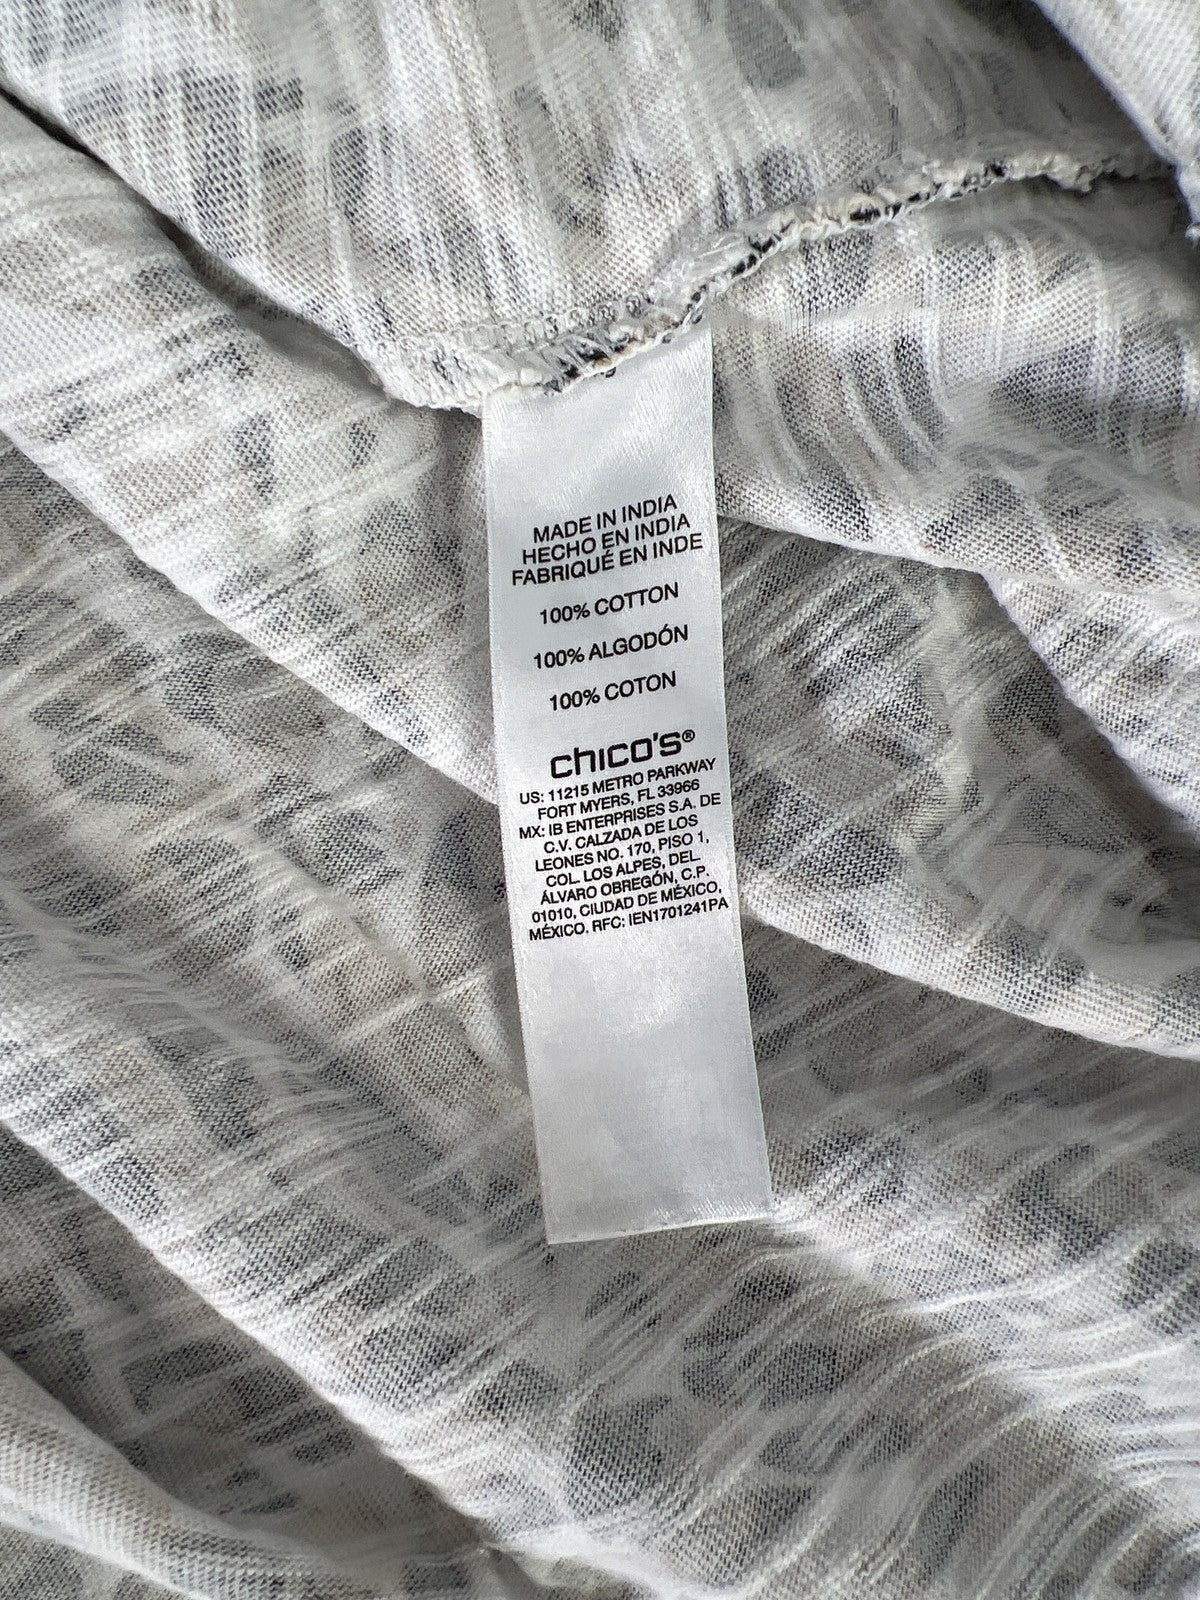 MADE IN INDIA
HECHO EN INDIA
FABRIQUÉ EN INDE
100% COTTON
100% ALGODÓN
100% COTON
chico's®
US: 11215 METRO PARKWAY
FORT MYERS, FL 33966
MX: IB ENTERPRISES S.A. DE
C.V. CALZADA DE LOS
LEONES NO. 170, PISO 1,
COL. LOS ALPES, DEL.
ÁLVARO OBREGÓN, C.P.
01010, CIUDAD DE MÉXICO,
MÉXICO. RFC: IEN1701241PA